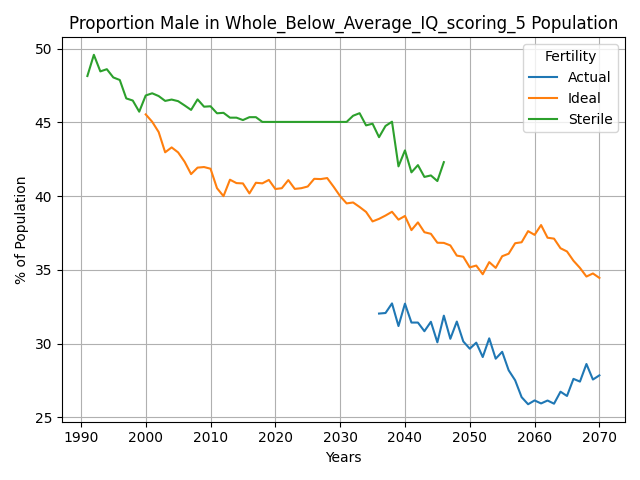 Proportion Male in Whole_Below_Average_IQ_scoring_5 Population
Fertility
Actual
Ideal
Sterile
% of Population
50
45
40
35
30
25
1990 2000 2010 2020 2030 2040 2050 2060 2070
Years